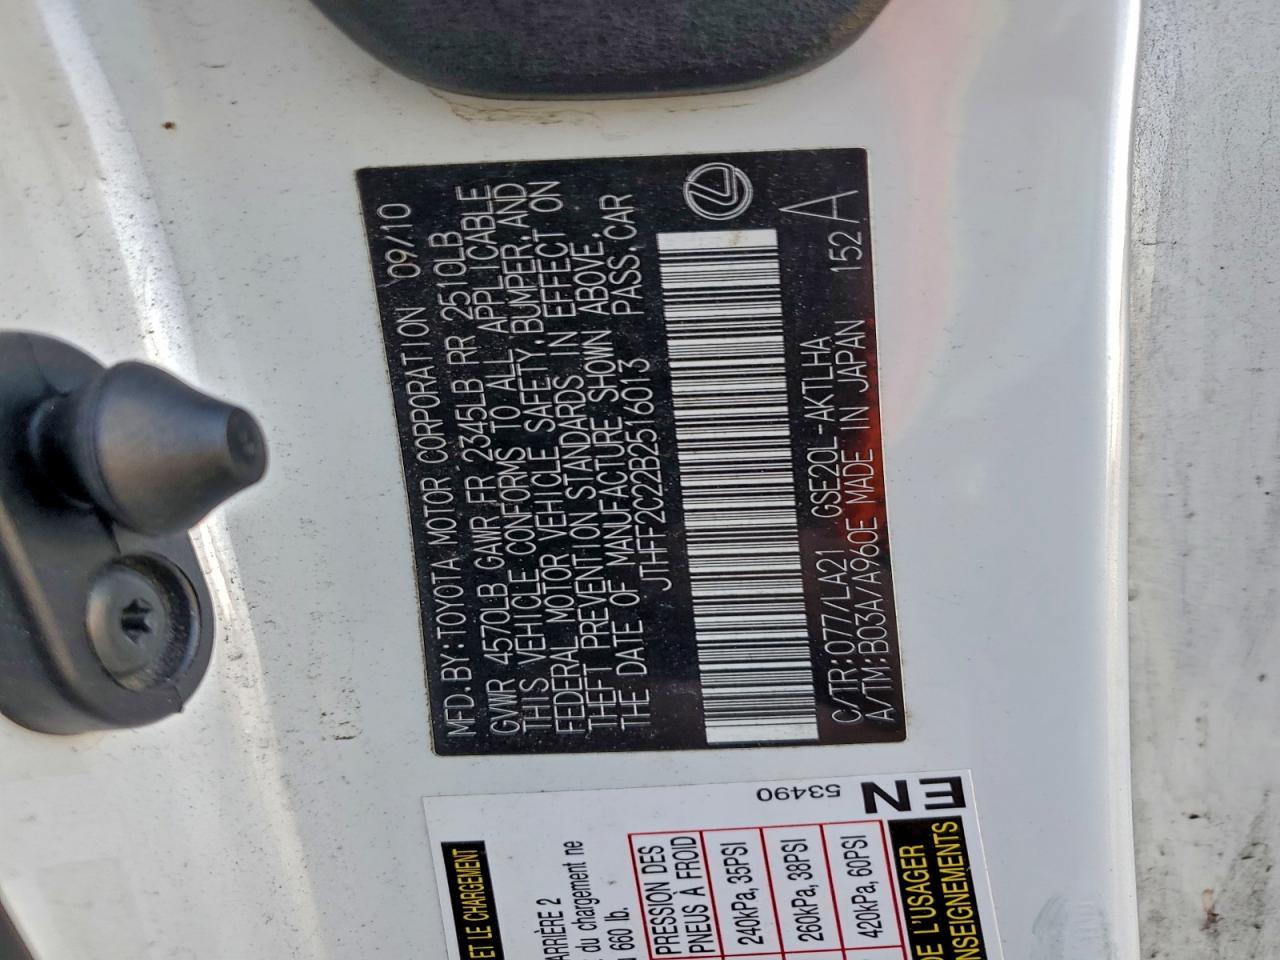 MFD.BY:TOYOTA MOTOR CORPORATION 09/10
GVWR 4570LB GAWR FR 2345LB RR 2510LB
THIS VEHICLE CONFORMS TO ALL APPLICABLE
FEDERAL MOTOR VEHICLE SAFETY,BUMPER,AND
THEFT PREVENTION STANDARDS IN EFFECT ON
THE DATE OF MANUFACTURE SHOWN ABOVE.
JTHFF2C22B2516013 PASS.CAR
C/TR:077/LA21 GSE20L-AKTLHA 152 A
A/TM:B03A/A960E MADE IN JAPAN
53490
EN
ET LE CHARGEMENT
ARRIÈRE 2
du chargement ne
660 lb.
PRESSION DES
PNEUS À FROID
240kPa, 35PSI
260kPa, 38PSI
420kPa, 60PSI
DE L'USAGER